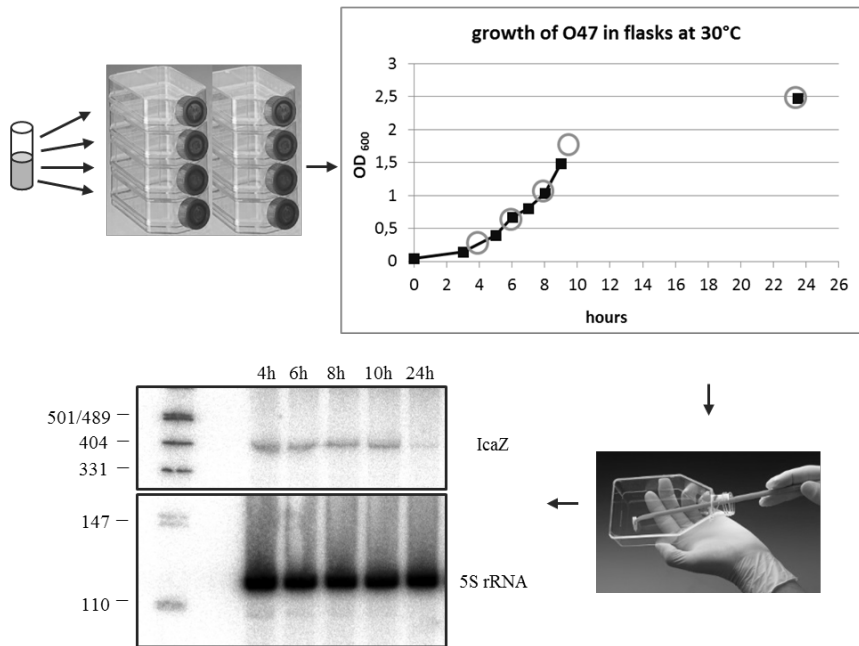 growth of O47 in flasks at 30°C
3
2,5
2
1,5
1
0,5
0
OD600
0 2 4 6 8 10 12 14 16 18 20 22 24 26
hours
4h 6h 8h 10h 24h
501/489
404
331
IcaZ
147
110
5S rRNA